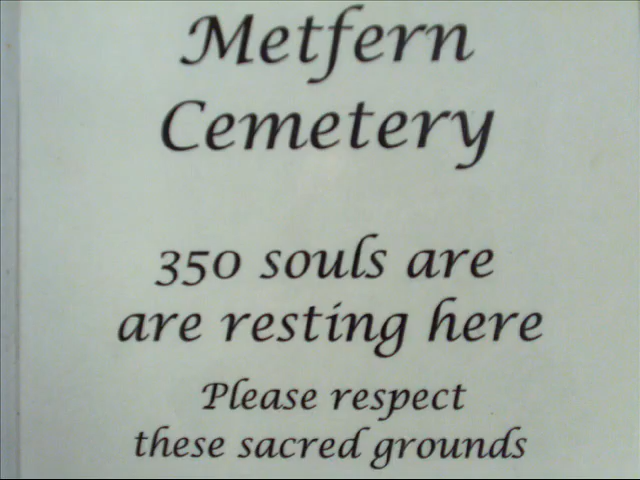 Metfern
Cemetery
350 souls are
are resting here
Please respect
these sacred grounds